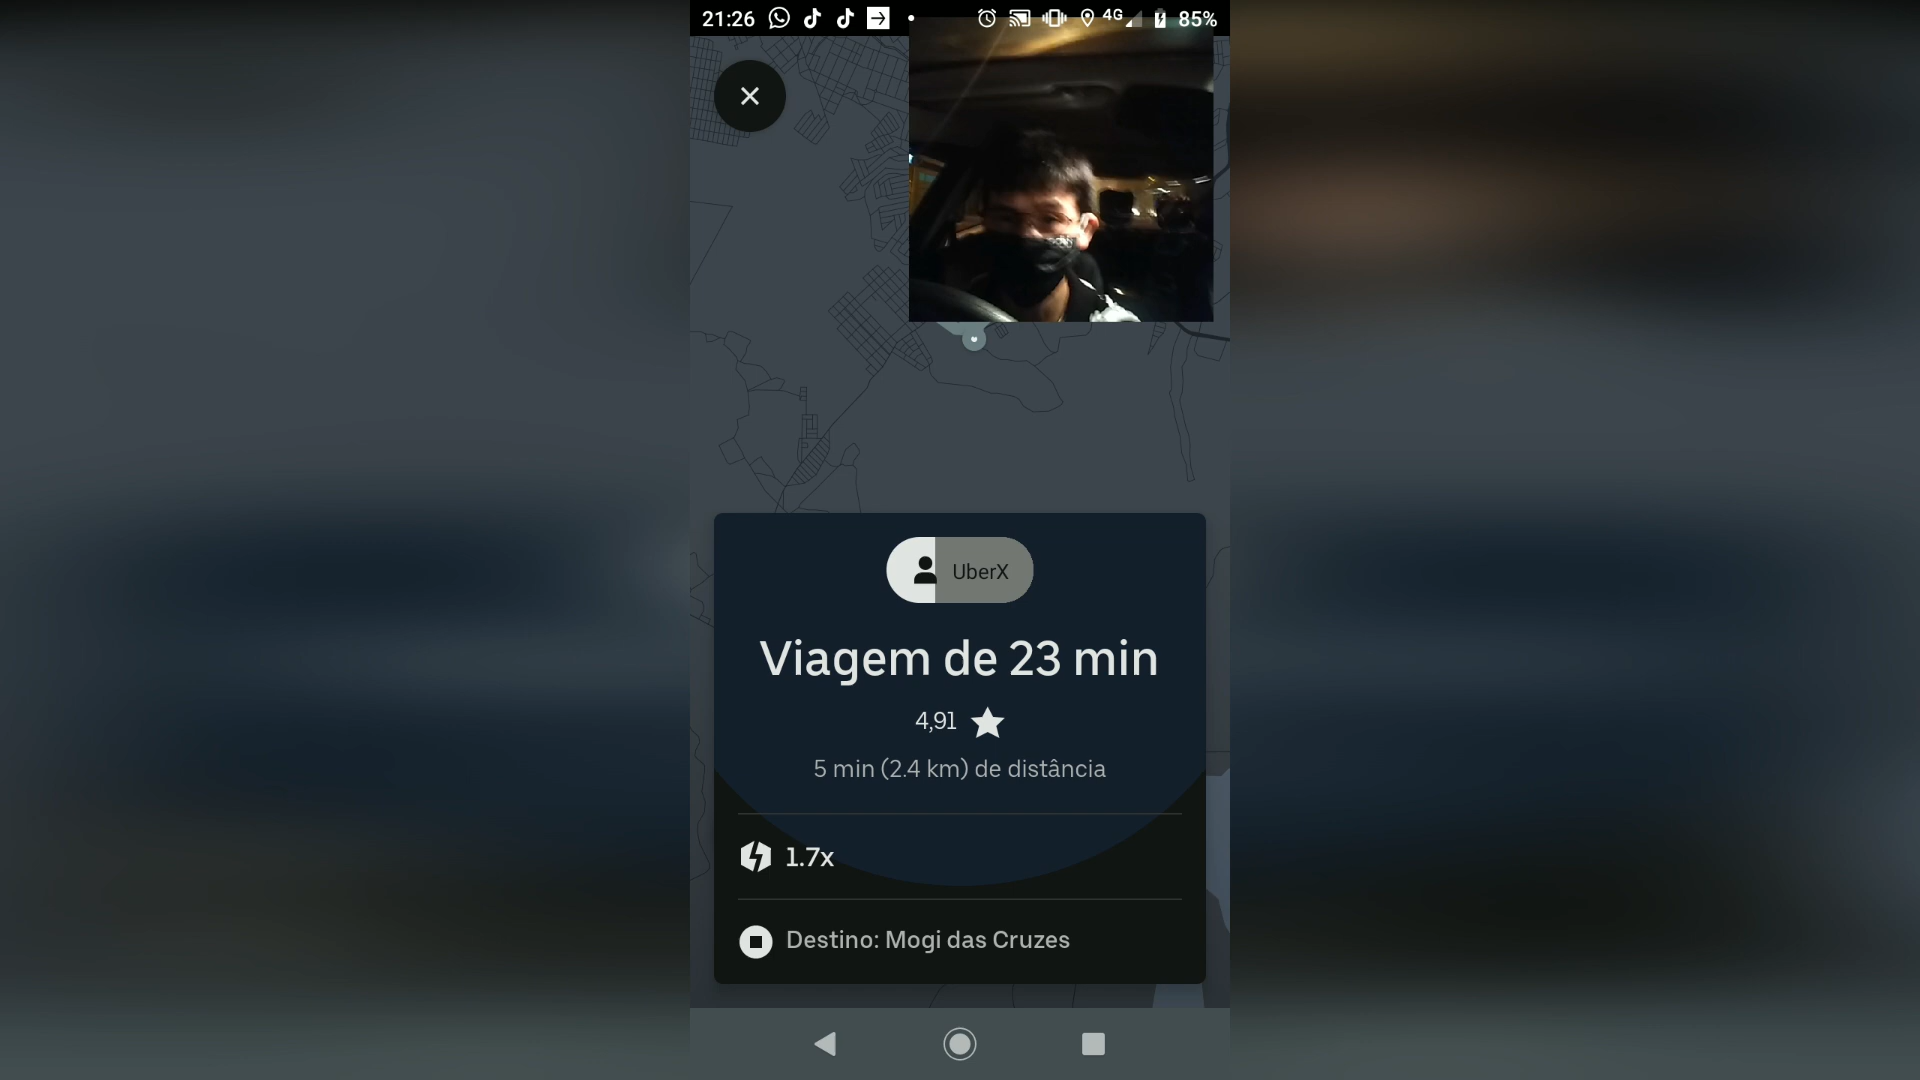 21:26
4G
85%
UberX
Viagem de 23 min
4,91
5 min (2.4 km) de distância
1.7x
Destino: Mogi das Cruzes